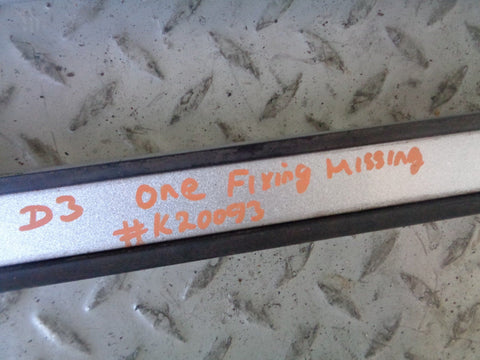 D3 One Fixing Missing
#K20093